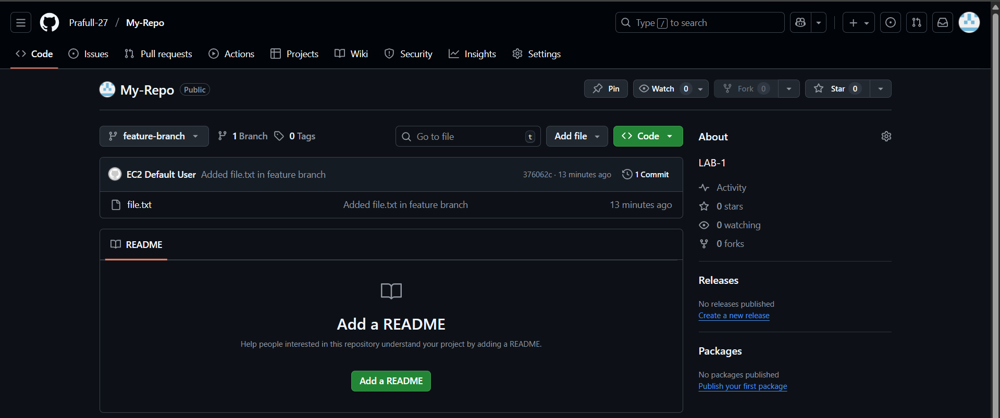 Prafull-27 / My-Repo
Type / to search
Code Issues Pull requests Actions Projects Wiki Security Insights Settings
My-Repo Public
Pin Watch 0 Fork 0 Star 0
feature-branch 1 Branch 0 Tags Go to file t Add file Code
EC2 Default User Added file.txt in feature branch 376062c · 13 minutes ago 1 Commit
file.txt Added file.txt in feature branch 13 minutes ago
README
Add a README
Help people interested in this repository understand your project by adding a README.
Add a README
About
LAB-1
Activity
0 stars
0 watching
0 forks
Releases
No releases published
Create a new release
Packages
No packages published
Publish your first package